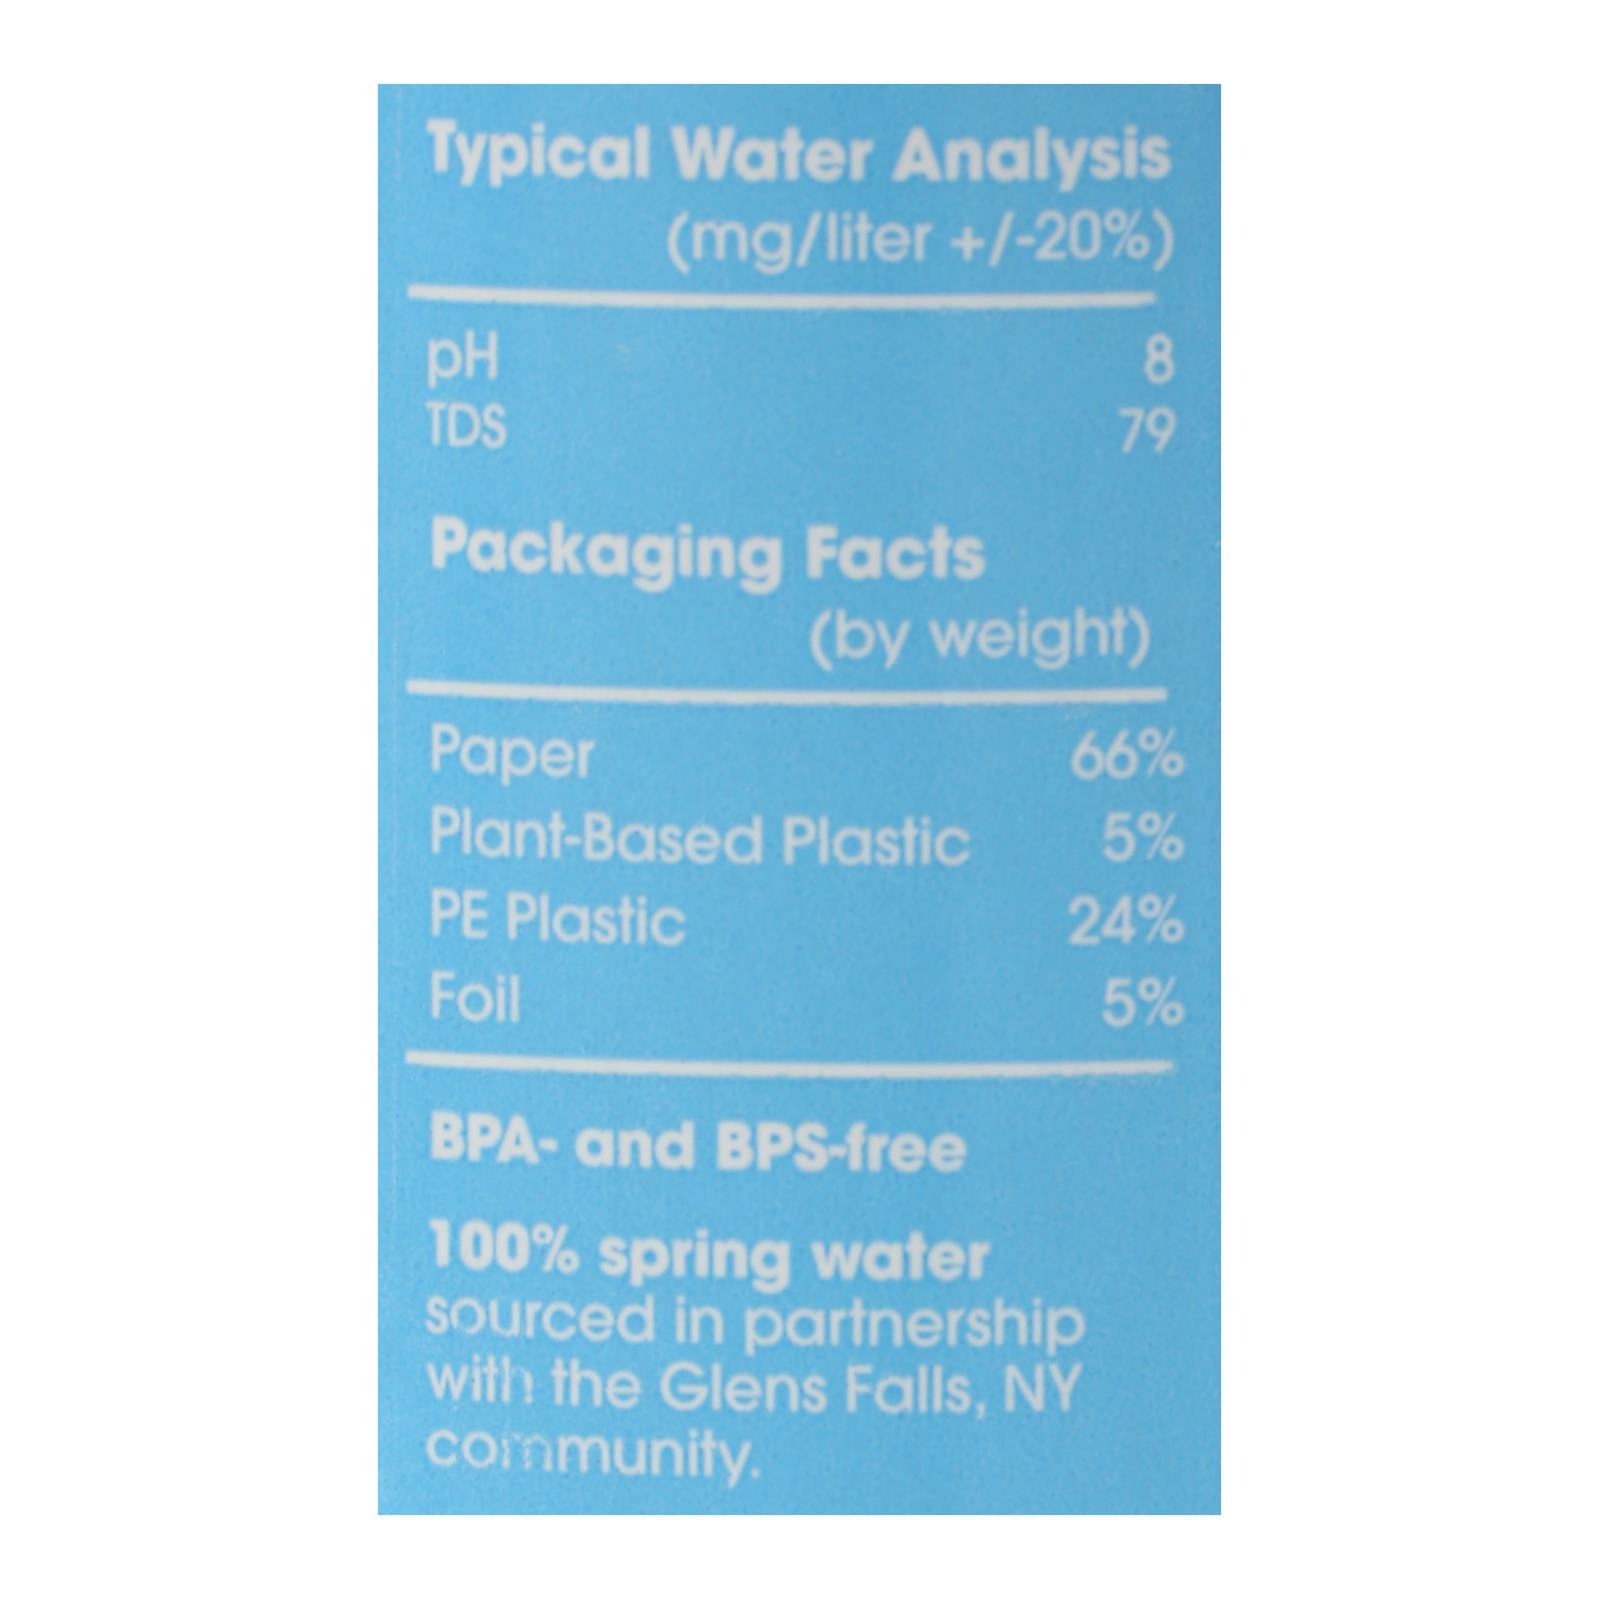 Typical Water Analysis
(mg/liter +/-20%)
pH 8
TDS 79
Packaging Facts
(by weight)
Paper 66%
Plant-Based Plastic 5%
PE Plastic 24%
Foil 5%
BPA- and BPS-free
100% spring water
sourced in partnership
with the Glens Falls, NY
community.